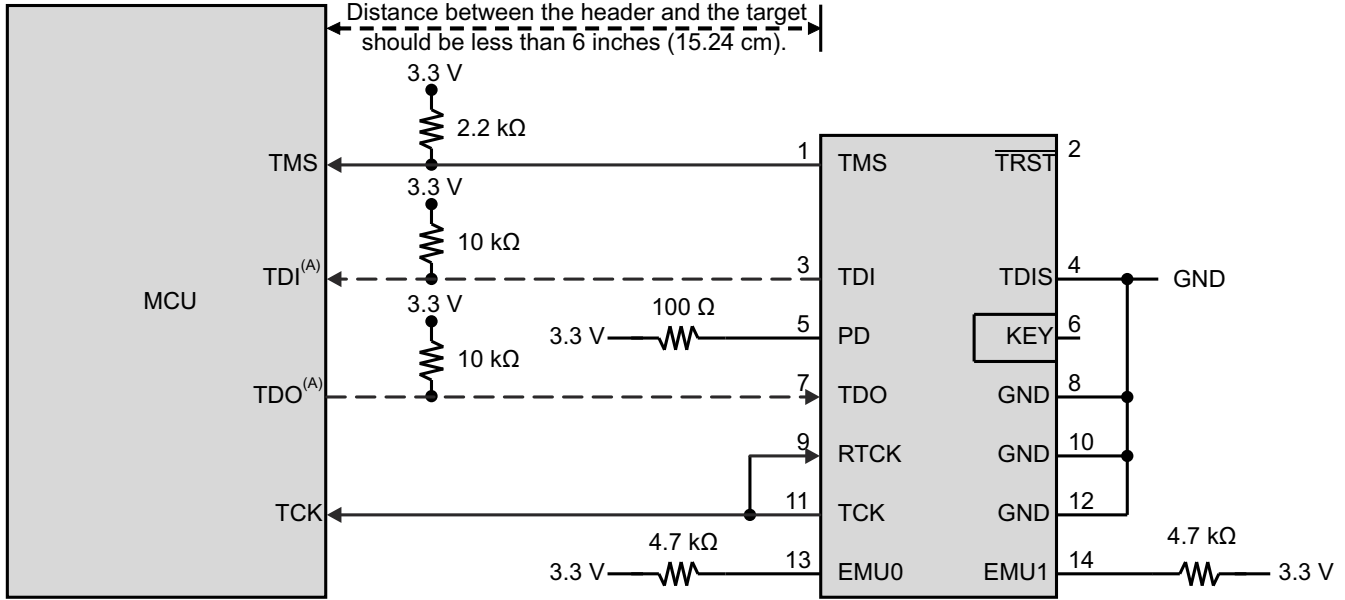 Distance between the header and the target
should be less than 6 inches (15.24 cm).
3.3 V
2.2 kΩ
TMS
1
TMS
TRST
2
3.3 V
10 kΩ
TDI(A)
3
TDI
TDIS
4
GND
MCU
3.3 V
100 Ω
3.3 V
5
PD
KEY
6
10 kΩ
TDO(A)
7
TDO
GND
8
9
RTCK
GND
10
TCK
11
TCK
GND
12
4.7 kΩ
3.3 V
13
EMU0
EMU1
14
4.7 kΩ
3.3 V